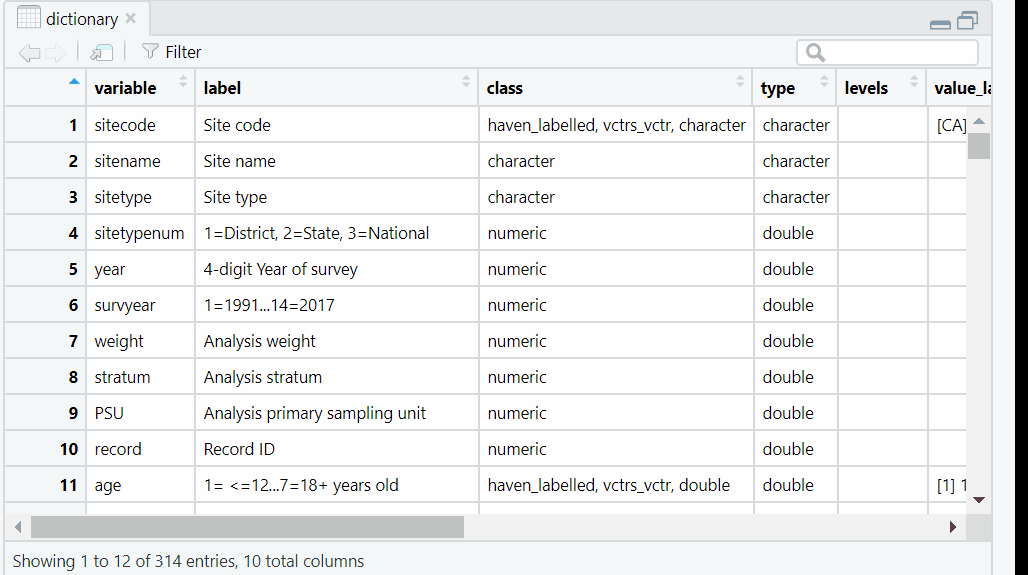 dictionary
Filter
variable label class type levels value_la
1 sitecode Site code haven_labelled, vctrs_vctr, character character [CA]
2 sitename Site name character character
3 sitetype Site type character character
4 sitetypenum 1=District, 2=State, 3=National numeric double
5 year 4-digit Year of survey numeric double
6 survyear 1=1991...14=2017 numeric double
7 weight Analysis weight numeric double
8 stratum Analysis stratum numeric double
9 PSU Analysis primary sampling unit numeric double
10 record Record ID numeric double
11 age 1= <=12...7=18+ years old haven_labelled, vctrs_vctr, double double [1] 1
Showing 1 to 12 of 314 entries, 10 total columns